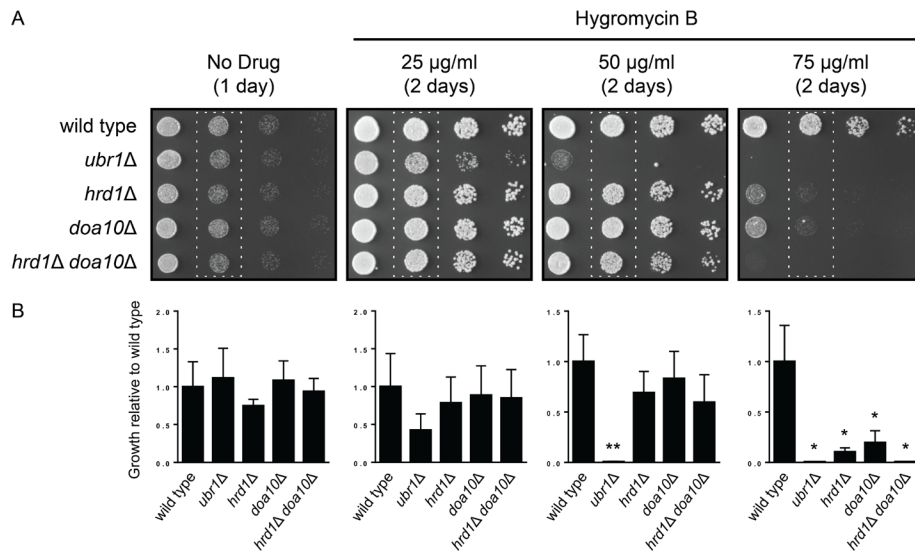 A
Hygromycin B
No Drug
(1 day)
25 µg/ml
(2 days)
50 µg/ml
(2 days)
75 µg/ml
(2 days)
wild type
ubr1Δ
hrd1Δ
doa10Δ
hrd1Δ doa10Δ
B
Growth relative to wild type
2.0
1.5
1.0
0.5
0.0
wild type
ubr1Δ
hrd1Δ
doa10Δ
hrd1Δ doa10Δ
2.0
1.5
1.0
0.5
0.0
wild type
ubr1Δ
hrd1Δ
doa10Δ
hrd1Δ doa10Δ
1.5
1.0
0.5
0.0
**
wild type
ubr1Δ
hrd1Δ
doa10Δ
hrd1Δ doa10Δ
1.5
1.0
0.5
0.0
* * * *
wild type
ubr1Δ
hrd1Δ
doa10Δ
hrd1Δ doa10Δ